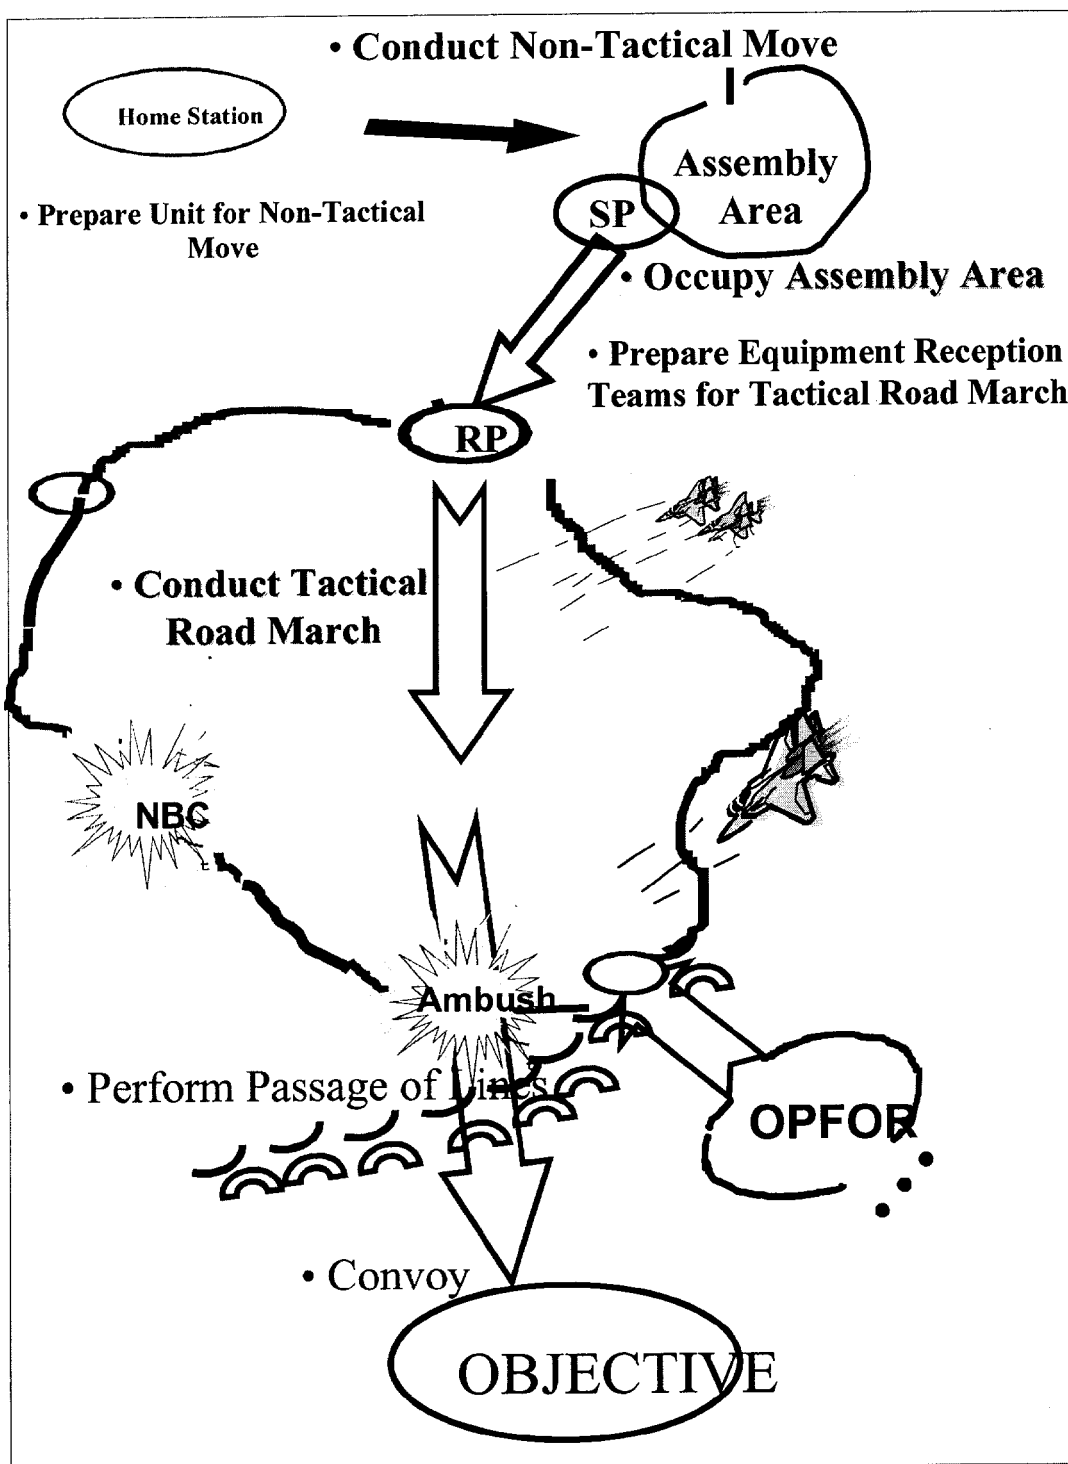 • Conduct Non-Tactical Move
Home Station
Assembly
Area
SP
• Prepare Unit for Non-Tactical
Move
• Occupy Assembly Area
• Prepare Equipment Reception
Teams for Tactical Road March
RP
• Conduct Tactical
Road March
NBC
Ambush
• Perform Passage of Lines
OPFOR
• Convoy
OBJECTIVE